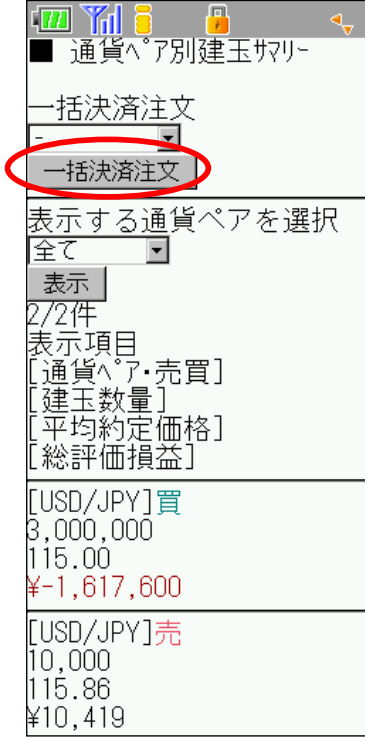 ■ 通貨ﾍﾟｱ別建玉ｻﾏﾘｰ
一括決済注文
-
一括決済注文
表示する通貨ペアを選択
全て
表示
2/2件
表示項目
[通貨ﾍﾟｱ･売買]
[建玉数量]
[平均約定価格]
[総評価損益]
[USD/JPY]買
3,000,000
115.00
¥-1,617,600
[USD/JPY]売
10,000
115.86
¥10,419